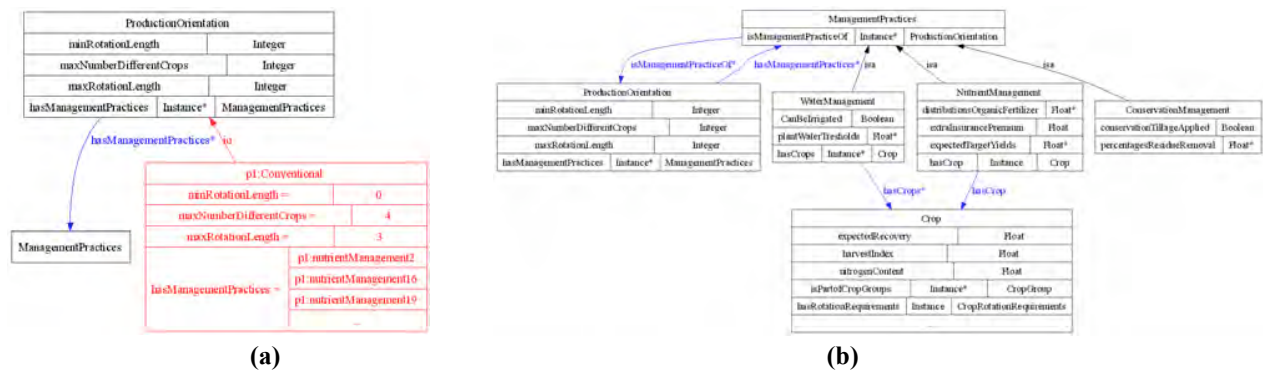 ProductionOrientation
minRotationLength Integer
maxNumberDifferentCrops Integer
maxRotationLength Integer
hasManagementPractices Instance* ManagementPractices
hasManagementPractices* io
p1:Conventional
minRotationLength = 0
maxNumberDifferentCrops = 4
maxRotationLength = 3
hasManagementPractices =
p1:nutrientManagement2
p1:nutrientManagement16
p1:nutrientManagement19
...
ManagementPractices
(a)
ManagementPractices
isManagementPracticeOf Instance* ProductionOrientation
isManagementPracticeOf* hasManagementPractices* isa isa isa
ProductionOrientation
minRotationLength Integer
maxNumberDifferentCrops Integer
maxRotationLength Integer
hasManagementPractices Instance* ManagementPractices
WaterManagement
CanBeIrrigated Boolean
plantWaterTresholds Float*
hasCrops Instance* Crop
NutrientManagement
distributionsOrganicFertilizer Float*
extraInsurancePremium Float
expectedTargetYields Float*
hasCrop Instance Crop
ConservationManagement
conservationTillageApplied Boolean
percentagesResidueRemoval Float*
hasCrops* hasCrop
Crop
expectedRecovery Float
harvestIndex Float
nitrogenContent Float
isPartofCropGroups Instance* CropGroup
hasRotationRequirements Instance CropRotationRequirements
...
(b)